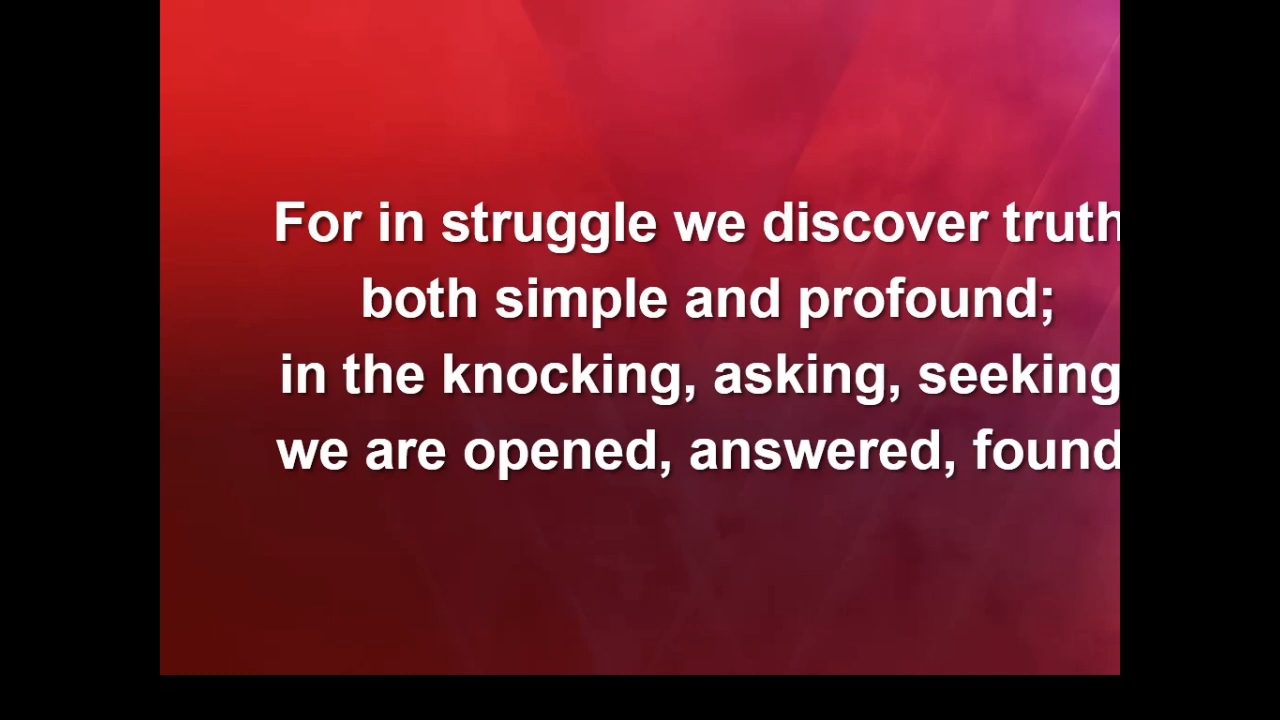 For in struggle we discover truth
both simple and profound;
in the knocking, asking, seeking
we are opened, answered, found